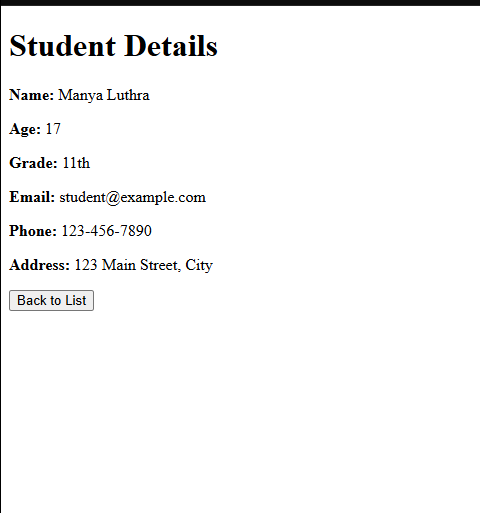 Student Details
Name: Manya Luthra
Age: 17
Grade: 11th
Email: student@example.com
Phone: 123-456-7890
Address: 123 Main Street, City
Back to List